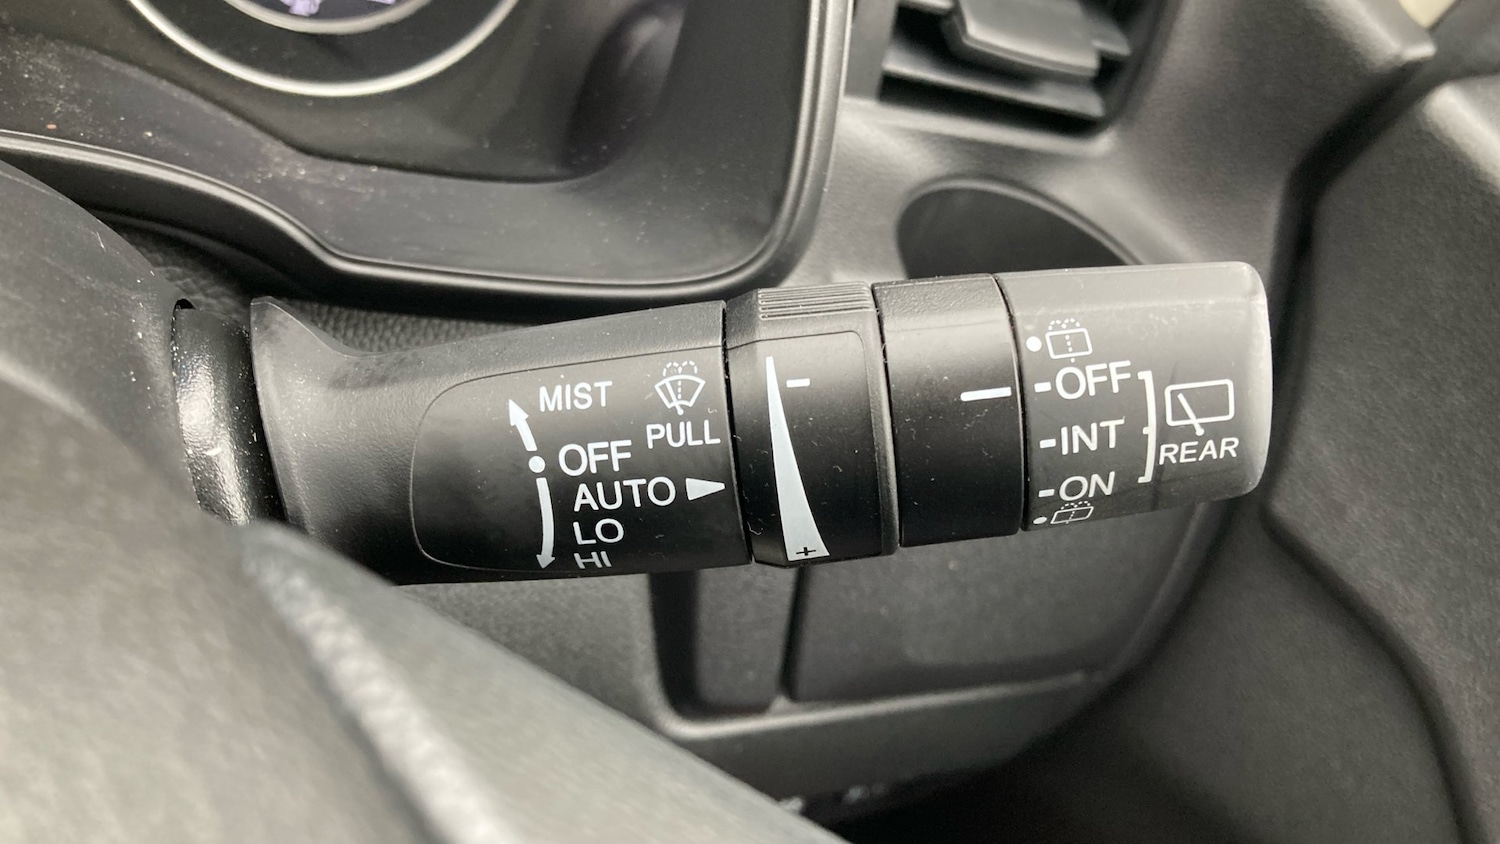 MIST
PULL
OFF
AUTO
LO
HI
-
+
OFF
INT
ON
REAR